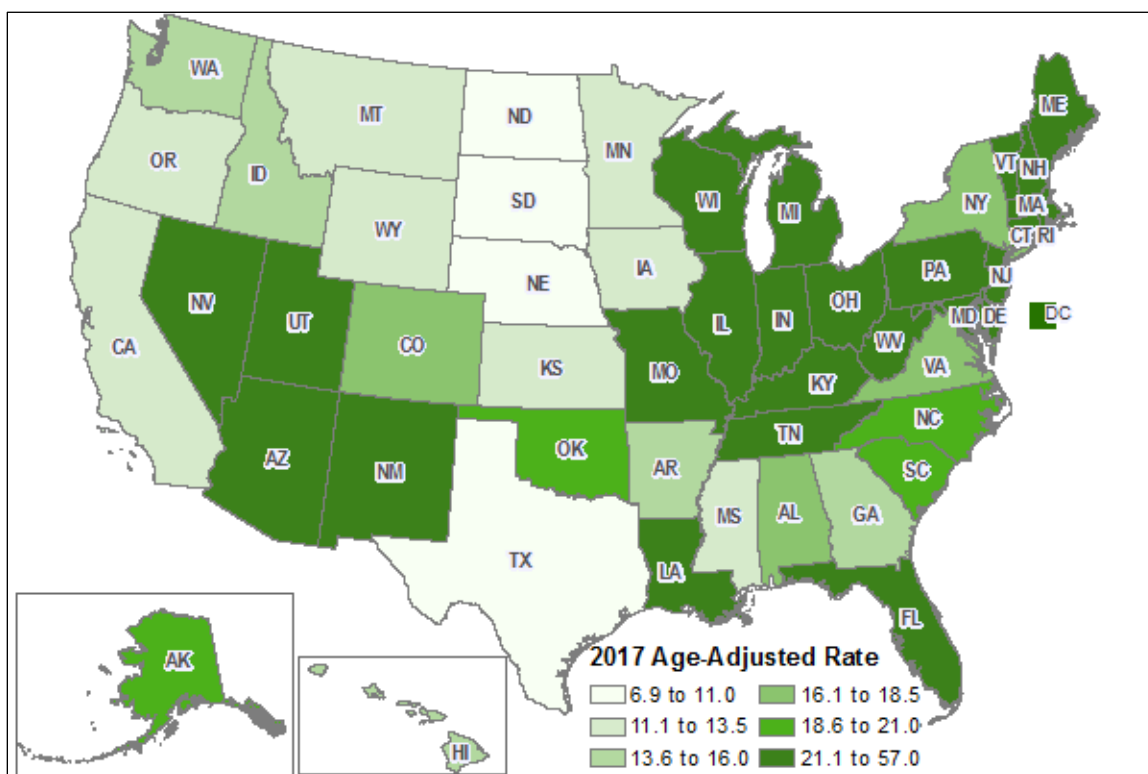 WA
MT
ND
MN
ME
OR
ID
SD
WI
MI
VT
NH
NY
MA
WY
CT
RI
IA
NE
PA
NJ
NV
UT
CO
IL
IN
OH
MD
DE
DC
CA
KS
MO
WV
VA
KY
TN
NC
AZ
NM
OK
AR
SC
MS
AL
GA
TX
LA
FL
AK
HI
2017 Age-Adjusted Rate
6.9 to 11.0
16.1 to 18.5
11.1 to 13.5
18.6 to 21.0
13.6 to 16.0
21.1 to 57.0